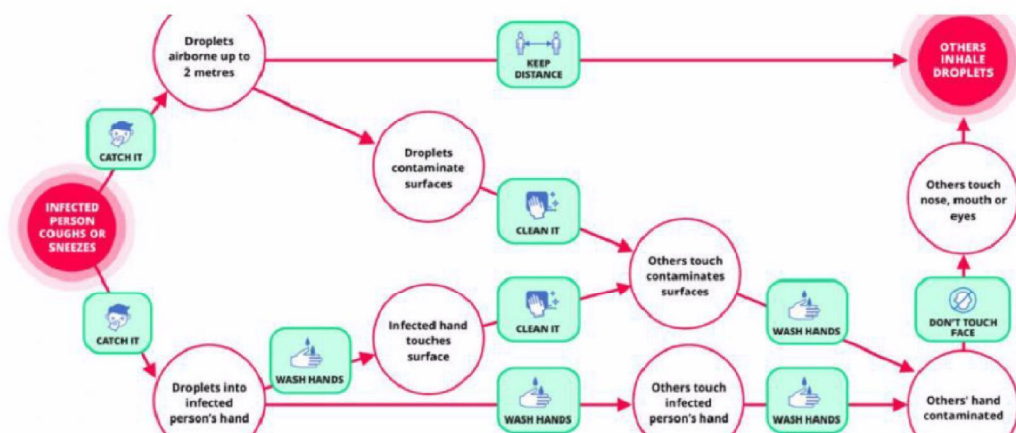 Droplets
airborne up to
2 metres
KEEP
DISTANCE
OTHERS
INHALE
DROPLETS
CATCH IT
Droplets
contaminate
surfaces
Others touch
nose, mouth or
eyes
INFECTED
PERSON
COUGHS OR
SNEEZES
CLEAN IT
Others touch
contaminates
surfaces
CATCH IT
WASH HANDS
Infected hand
touches
surface
CLEAN IT
WASH HANDS
DON'T TOUCH
FACE
Droplets into
infected
person's hand
WASH HANDS
Others touch
infected
person's hand
WASH HANDS
Others' hand
contaminated